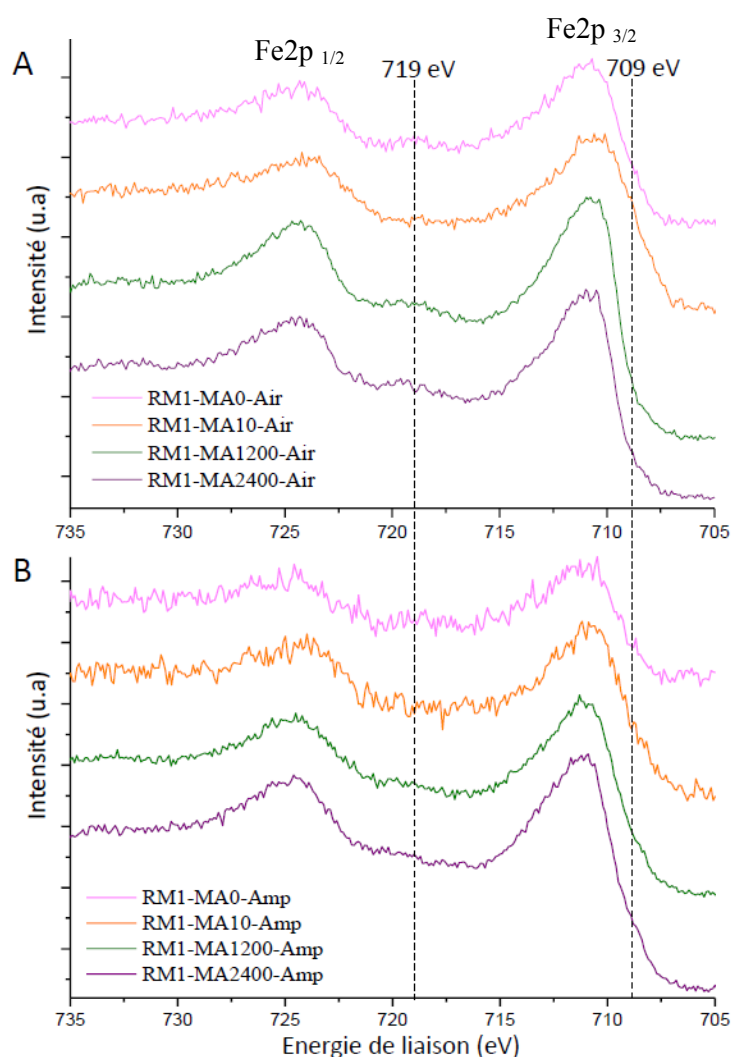 Fe2p 1/2
Fe2p 3/2
A
719 eV
709 eV
Intensité (u.a)
RM1-MA0-Air
RM1-MA10-Air
RM1-MA1200-Air
RM1-MA2400-Air
735 730 725 720 715 710 705
B
Intensité (u.a)
RM1-MA0-Amp
RM1-MA10-Amp
RM1-MA1200-Amp
RM1-MA2400-Amp
735 730 725 720 715 710 705
Energie de liaison (eV)